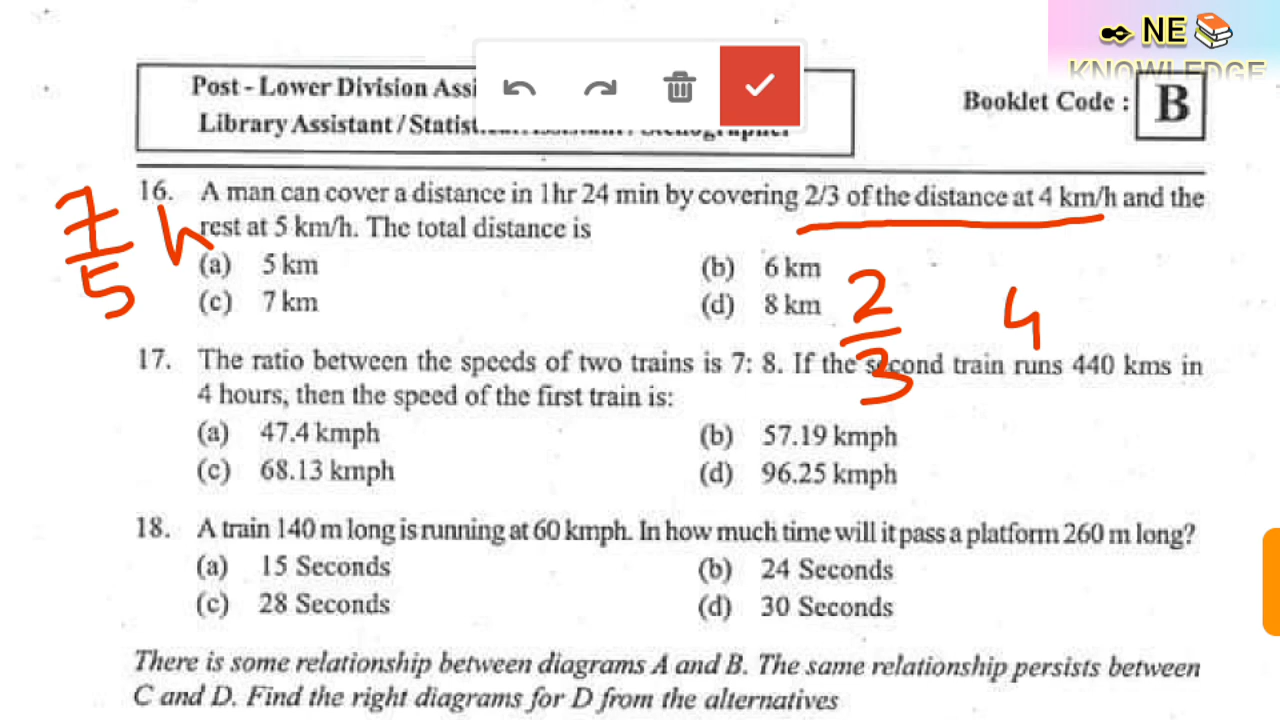 NE
KNOWLEDGE
Post - Lower Division Assi
Library Assistant / Statist
Booklet Code : B
16. A man can cover a distance in 1hr 24 min by covering 2/3 of the distance at 4 km/h and the
rest at 5 km/h. The total distance is
7/5 h
(a) 5 km (b) 6 km
(c) 7 km (d) 8 km
2/3 4
17. The ratio between the speeds of two trains is 7: 8. If the second train runs 440 kms in
4 hours, then the speed of the first train is:
(a) 47.4 kmph (b) 57.19 kmph
(c) 68.13 kmph (d) 96.25 kmph
18. A train 140 m long is running at 60 kmph. In how much time will it pass a platform 260 m long?
(a) 15 Seconds (b) 24 Seconds
(c) 28 Seconds (d) 30 Seconds
There is some relationship between diagrams A and B. The same relationship persists between
C and D. Find the right diagrams for D from the alternatives